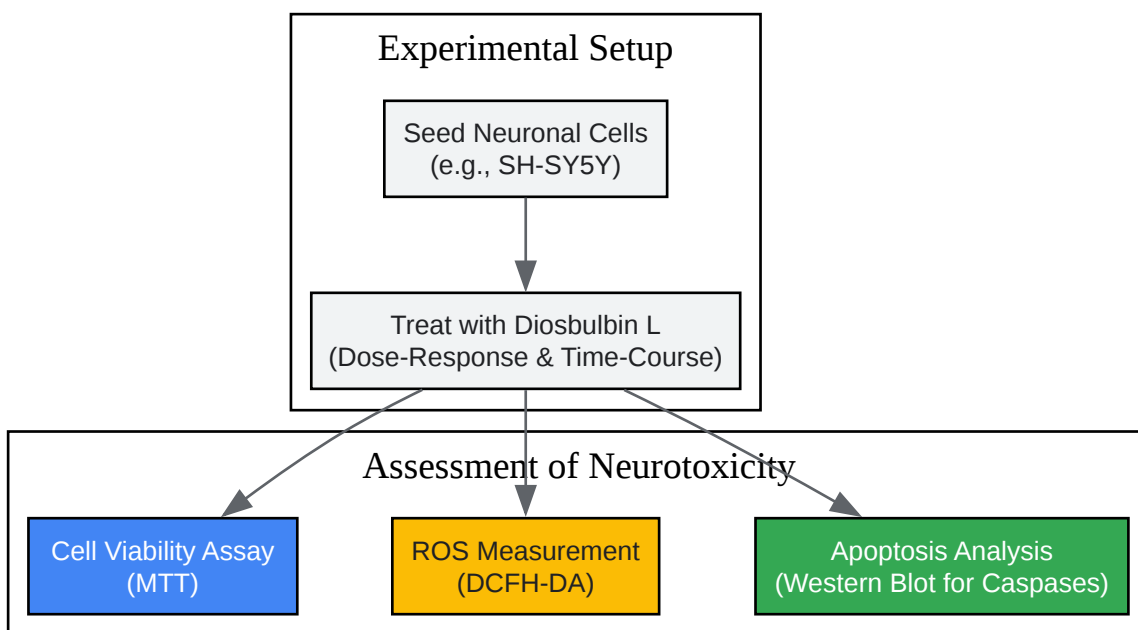 Experimental Setup
Seed Neuronal Cells
(e.g., SH-SY5Y)
Treat with Diosbulbin L
(Dose-Response & Time-Course)
Assessment of Neurotoxicity
Cell Viability Assay
(MTT)
ROS Measurement
(DCFH-DA)
Apoptosis Analysis
(Western Blot for Caspases)